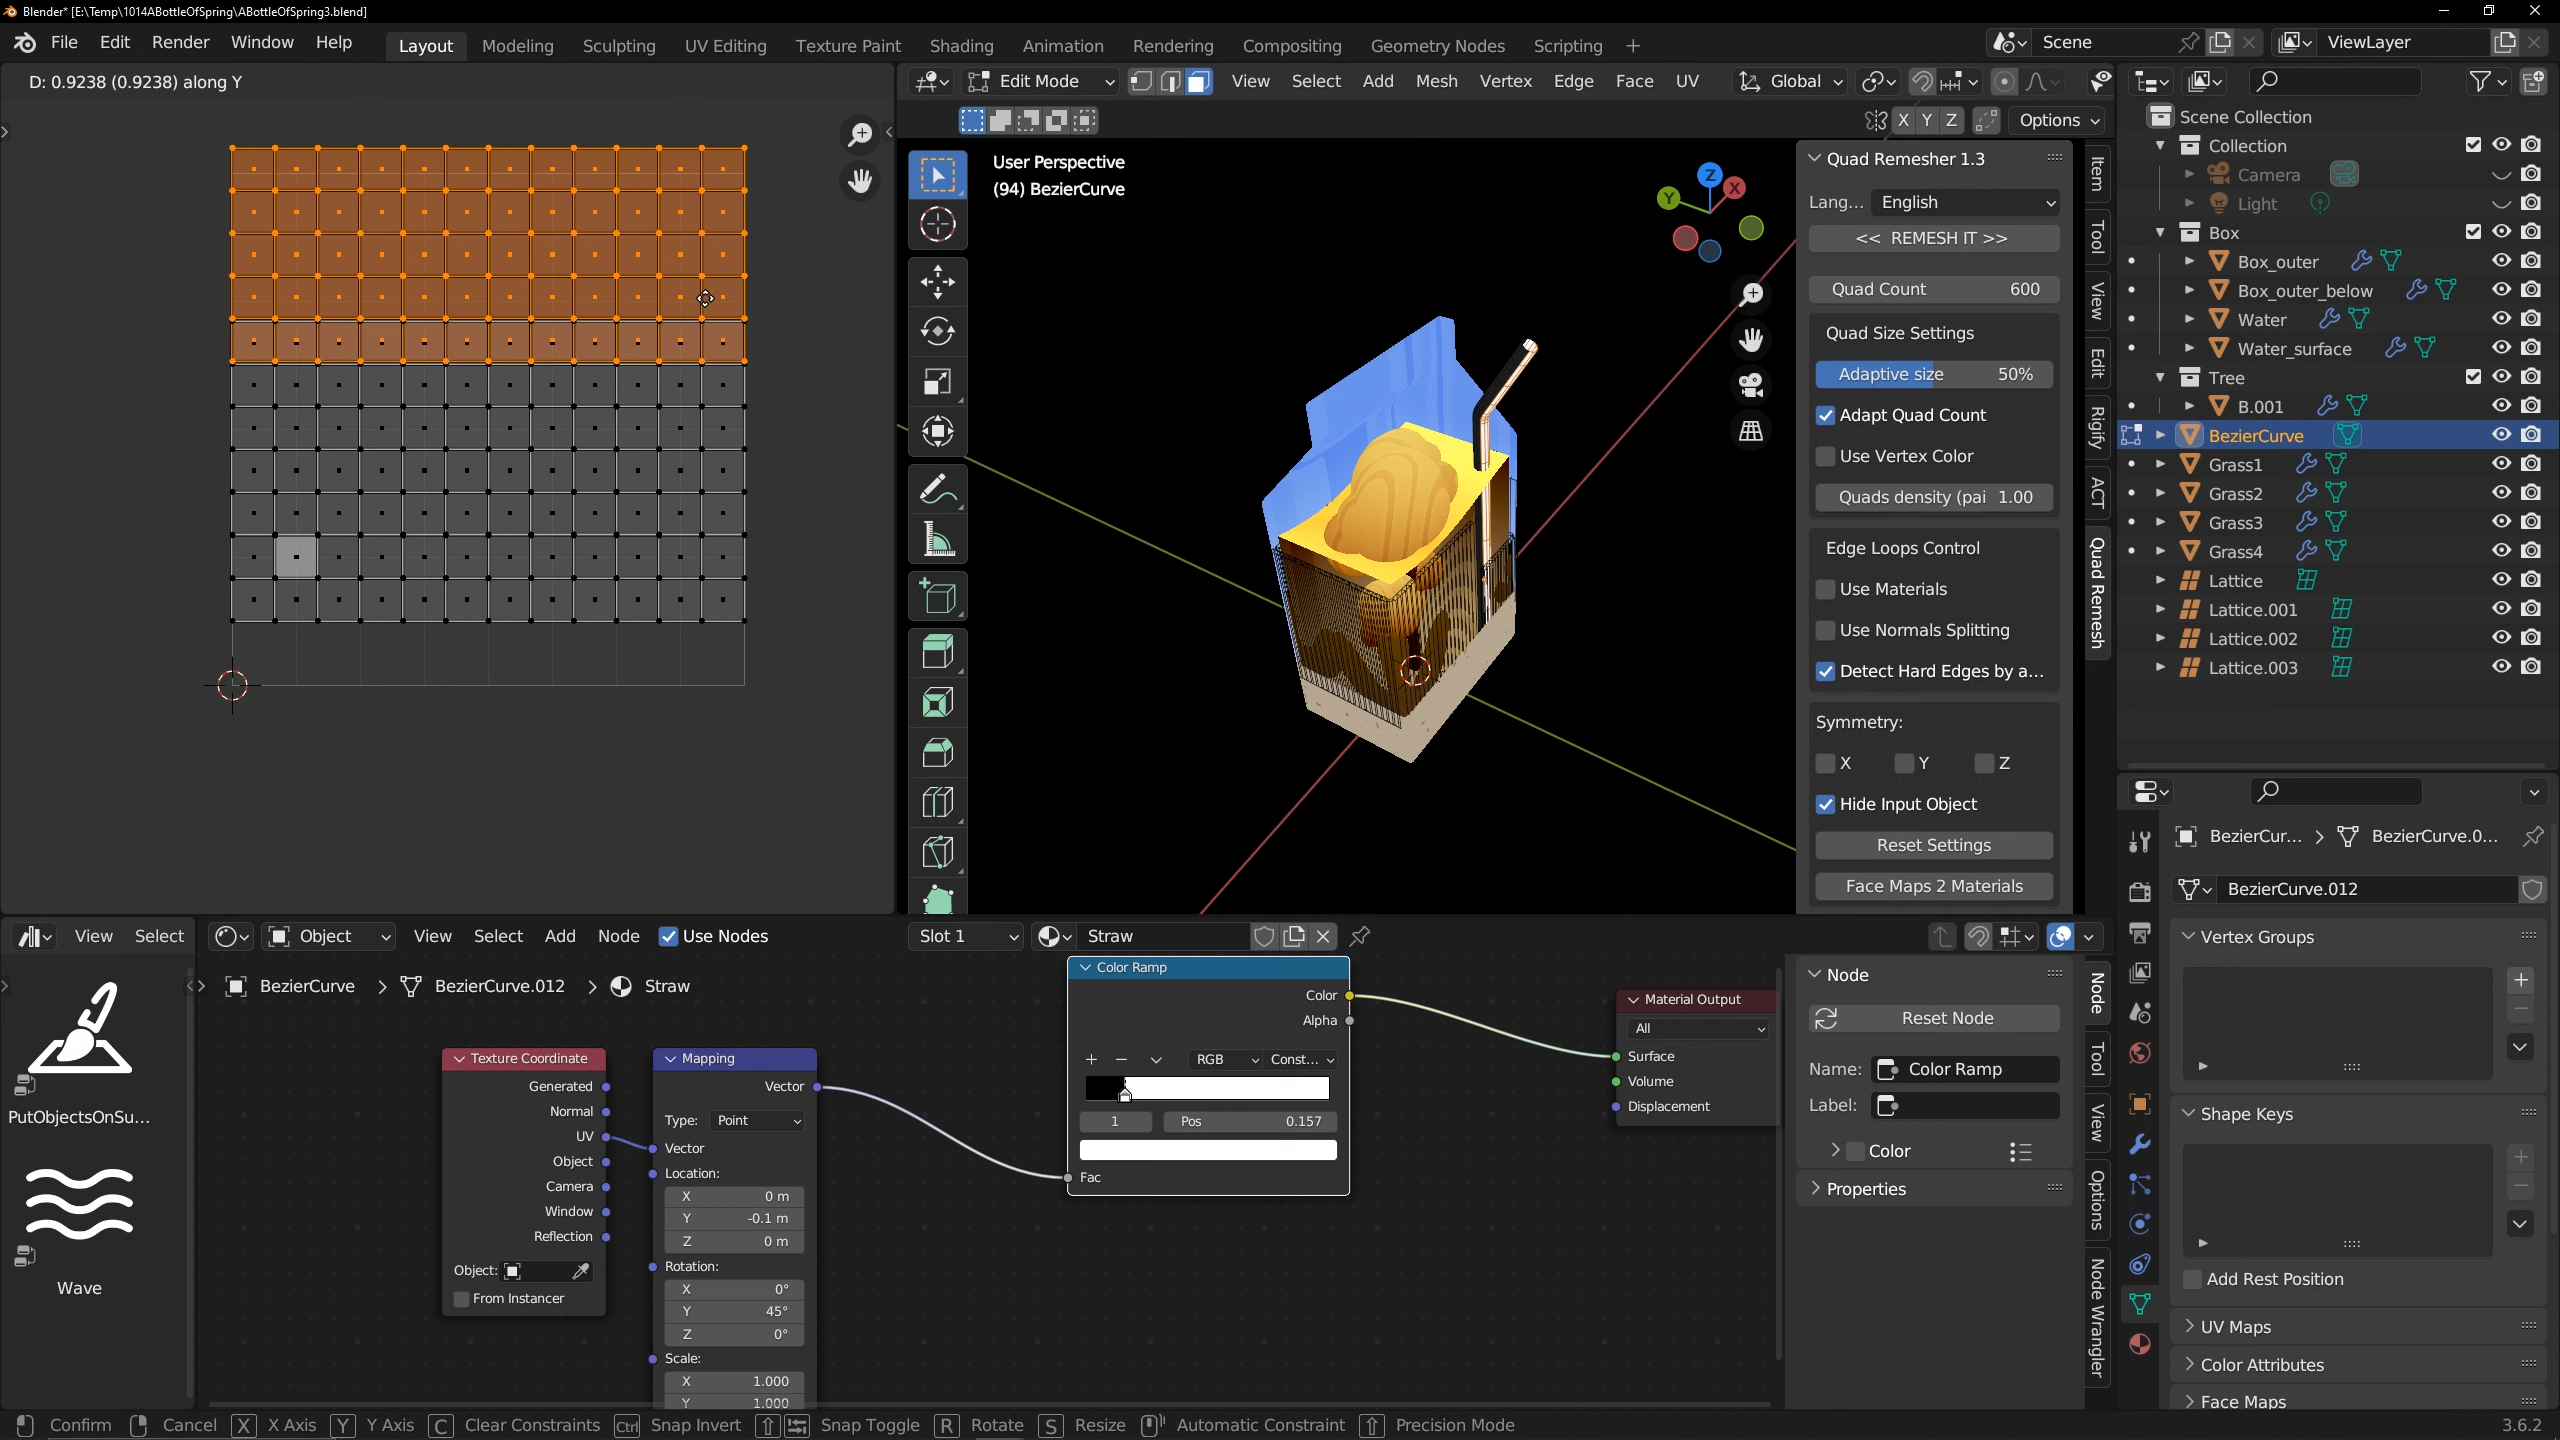 Blender* [E:\Temp\1014ABottleOfSpring\ABottleOfSpring3.blend]
File Edit Render Window Help Layout Modeling Sculpting UV Editing Texture Paint Shading Animation Rendering Compositing Geometry Nodes Scripting + Scene ViewLayer
D: 0.9238 (0.9238) along Y
Edit Mode View Select Add Mesh Vertex Edge Face UV Global
X Y Z Options
User Perspective
(94) BezierCurve
Z
X
Y
Quad Remesher 1.3
Lang... English
<< REMESH IT >>
Quad Count 600
Quad Size Settings
Adaptive size 50%
Adapt Quad Count
Use Vertex Color
Quads density (pai 1.00
Edge Loops Control
Use Materials
Use Normals Splitting
Detect Hard Edges by a...
Symmetry:
X Y Z
Hide Input Object
Reset Settings
Face Maps 2 Materials
Item
Tool
View
Edit
Rigify
ACT
Quad Remesh
Scene Collection
Collection
Camera
Light
Box
Box_outer
Box_outer_below
Water
Water_surface
Tree
B.001
BezierCurve
Grass1
Grass2
Grass3
Grass4
Lattice
Lattice.001
Lattice.002
Lattice.003
BezierCur... BezierCurve.0...
BezierCurve.012
Vertex Groups
Shape Keys
Add Rest Position
UV Maps
Color Attributes
Face Maps
View Select
PutObjectsOnSu...
Wave
Object View Select Add Node Use Nodes Slot 1 Straw
BezierCurve BezierCurve.012 Straw
Texture Coordinate
Generated
Normal
UV
Object
Camera
Window
Reflection
Object:
From Instancer
Mapping
Vector
Type: Point
Vector
Location:
X 0 m
Y -0.1 m
Z 0 m
Rotation:
X 0°
Y 45°
Z 0°
Scale:
X 1.000
Y 1.000
Color Ramp
Color
Alpha
RGB Const...
1 Pos 0.157
Fac
Material Output
All
Surface
Volume
Displacement
Node
Reset Node
Name: Color Ramp
Label:
Color
Properties
Node
Tool
View
Options
Node Wrangler
Confirm Cancel X X Axis Y Y Axis C Clear Constraints Ctrl Snap Invert Snap Toggle R Rotate S Resize Automatic Constraint Precision Mode 3.6.2